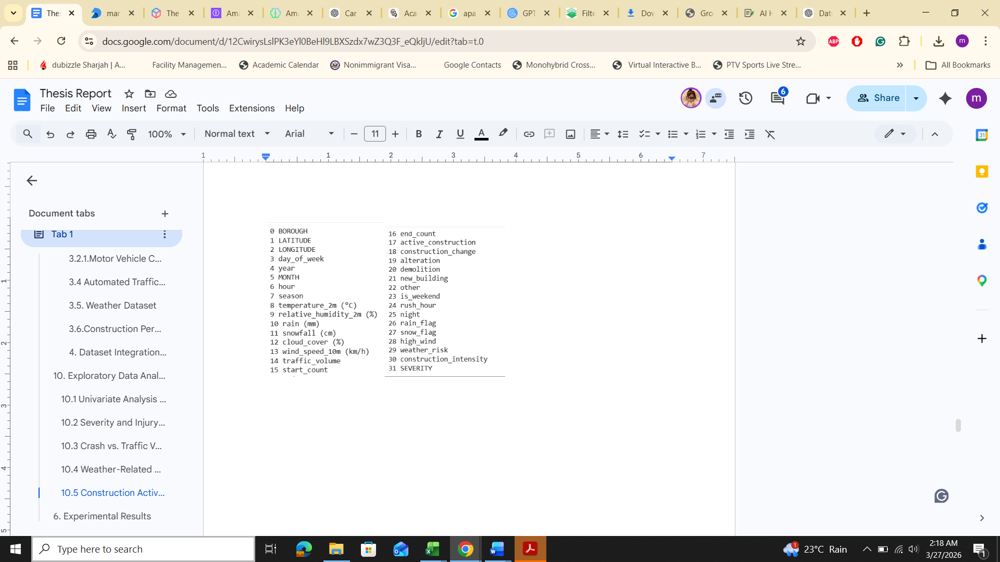 The
mar
The
Ama
Am
Car
Aca
apa
GPT
Filte
Dov
Gro
AI H
Dat
docs.google.com/document/d/12CwirysLslPK3eYl0BeHl9LBXSzdx7wZ3Q3F_eQkljU/edit?tab=t.0
ABP
m
dubizzle Sharjah | A...
Facility Managemen...
Academic Calendar
Nonimmigrant Visa...
Google Contacts
Monohybrid Cross...
Virtual Interactive B...
PTV Sports Live Stre...
All Bookmarks
Thesis Report
6
Share
m
File Edit View Insert Format Tools Extensions Help
100% Normal text Arial 11 B I U A
31
1 1 2 3 4 5 6 7
Document tabs
Tab 1
3.2.1.Motor Vehicle C...
3.4 Automated Traffic...
3.5. Weather Dataset
3.6.Construction Per...
4. Dataset Integration...
10. Exploratory Data Anal...
10.1 Univariate Analysis ...
10.2 Severity and Injury...
10.3 Crash vs. Traffic V...
10.4 Weather-Related ...
10.5 Construction Activ...
6. Experimental Results
1
2
3
4
5
0 BOROUGH
1 LATITUDE
2 LONGITUDE
3 day_of_week
4 year
5 MONTH
6 hour
7 season
8 temperature_2m (°C)
9 relative_humidity_2m (%)
10 rain (mm)
11 snowfall (cm)
12 cloud_cover (%)
13 wind_speed_10m (km/h)
14 traffic_volume
15 start_count
16 end_count
17 active_construction
18 construction_change
19 alteration
20 demolition
21 new_building
22 other
23 is_weekend
24 rush_hour
25 night
26 rain_flag
27 snow_flag
28 high_wind
29 weather_risk
30 construction_intensity
31 SEVERITY
Type here to search
1
23°C Rain
2:18 AM
3/27/2026
1